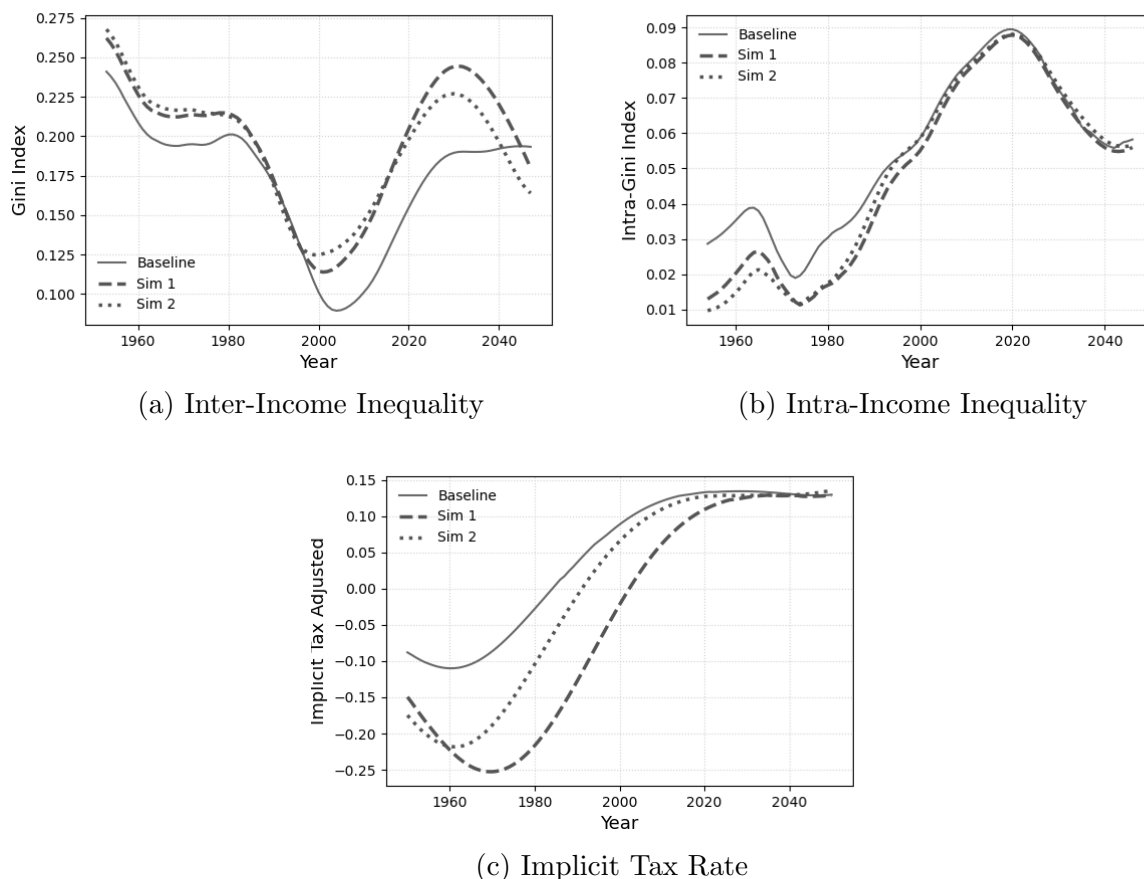 0.275
0.250
0.225
0.200
0.175
0.150
0.125
0.100
Gini Index
Baseline
Sim 1
Sim 2
1960 1980 2000 2020 2040
Year
(a) Inter-Income Inequality
0.09
0.08
0.07
0.06
0.05
0.04
0.03
0.02
0.01
Intra-Gini Index
Baseline
Sim 1
Sim 2
1960 1980 2000 2020 2040
Year
(b) Intra-Income Inequality
0.15
0.10
0.05
0.00
−0.05
−0.10
−0.15
−0.20
−0.25
Implicit Tax Adjusted
Baseline
Sim 1
Sim 2
1960 1980 2000 2020 2040
Year
(c) Implicit Tax Rate